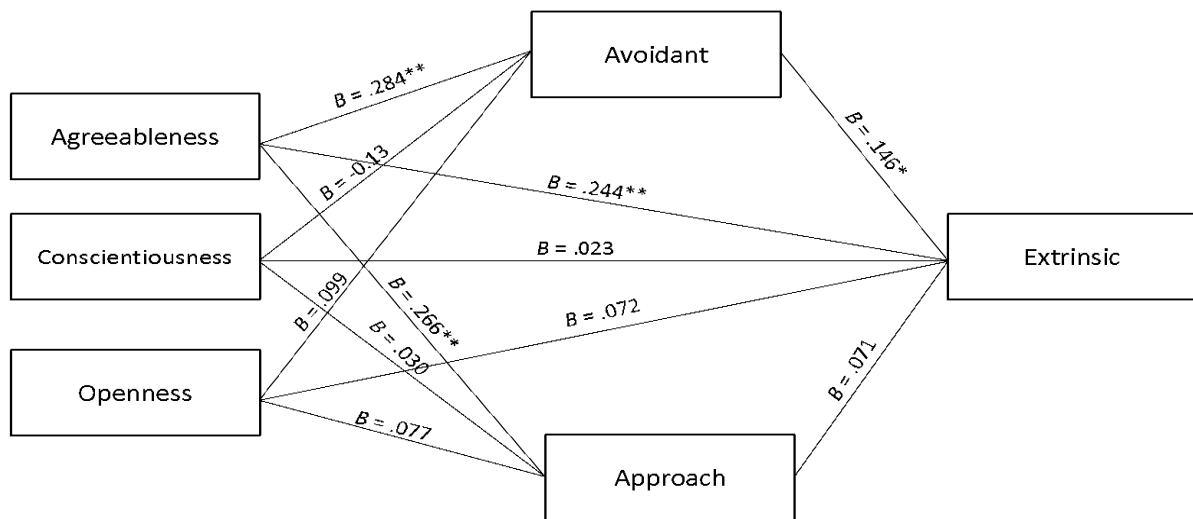 Avoidant
B = .284**
Agreeableness
B = -0.13
B = .146*
B = .244**
Conscientiousness
B = .023
Extrinsic
B = .099
B = .266**
B = .072
B = .030
Openness
B = .071
B = .077
Approach